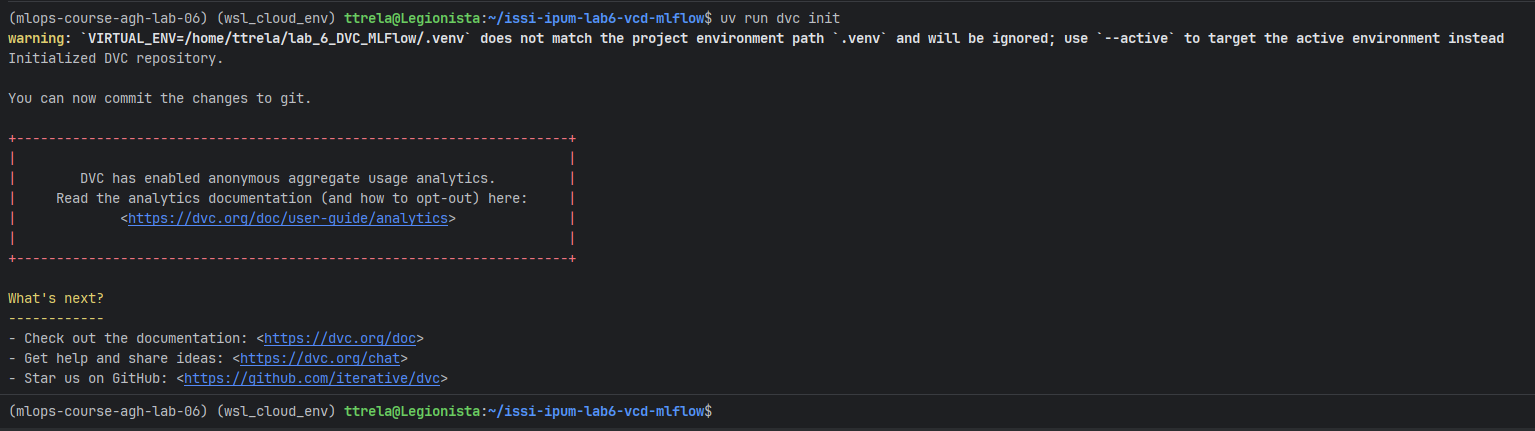 (mlops-course-agh-lab-06) (wsl_cloud_env) ttrela@Legionista:~/issi-ipum-lab6-vcd-mlflow$ uv run dvc init
warning: `VIRTUAL_ENV=/home/ttrela/lab_6_DVC_MLFlow/.venv` does not match the project environment path `.venv` and will be ignored; use `--active` to target the active environment instead
Initialized DVC repository.

You can now commit the changes to git.

+---------------------------------------------------------------------+
|                                                                     |
|        DVC has enabled anonymous aggregate usage analytics.         |
|     Read the analytics documentation (and how to opt-out) here:     |
|             <https://dvc.org/doc/user-guide/analytics>              |
|                                                                     |
+---------------------------------------------------------------------+

What's next?
------------
- Check out the documentation: <https://dvc.org/doc>
- Get help and share ideas: <https://dvc.org/chat>
- Star us on GitHub: <https://github.com/iterative/dvc>
(mlops-course-agh-lab-06) (wsl_cloud_env) ttrela@Legionista:~/issi-ipum-lab6-vcd-mlflow$